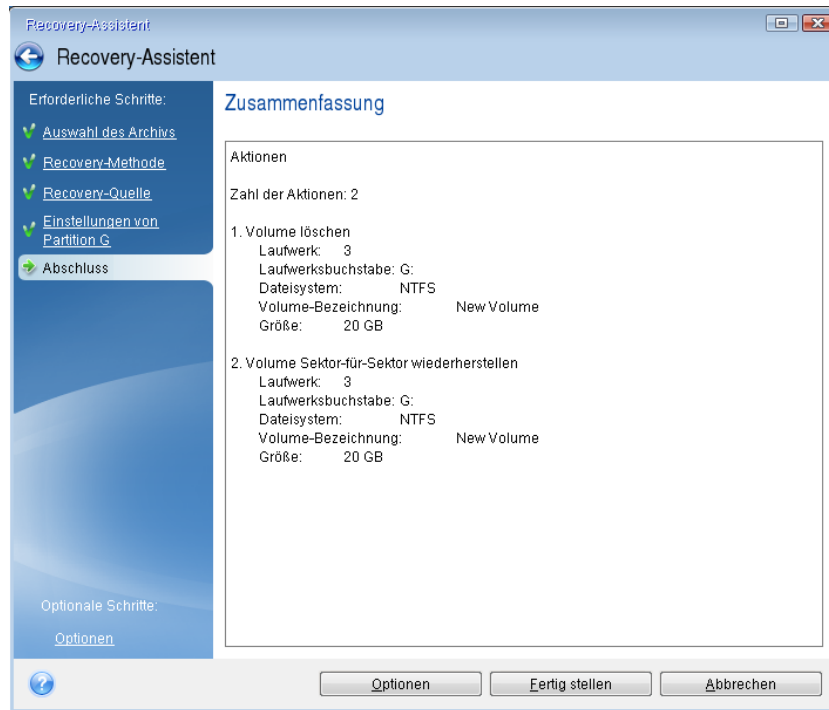 Recovery-Assistent
Recovery-Assistent
Erforderliche Schritte:
Auswahl des Archivs
Recovery-Methode
Recovery-Quelle
Einstellungen von
Partition G
Abschluss
Optionale Schritte:
Optionen
Zusammenfassung
Aktionen
Zahl der Aktionen: 2
1. Volume löschen
Laufwerk: 3
Laufwerksbuchstabe: G:
Dateisystem: NTFS
Volume-Bezeichnung: New Volume
Größe: 20 GB
2. Volume Sektor-für-Sektor wiederherstellen
Laufwerk: 3
Laufwerksbuchstabe: G:
Dateisystem: NTFS
Volume-Bezeichnung: New Volume
Größe: 20 GB
?
Optionen
Fertig stellen
Abbrechen